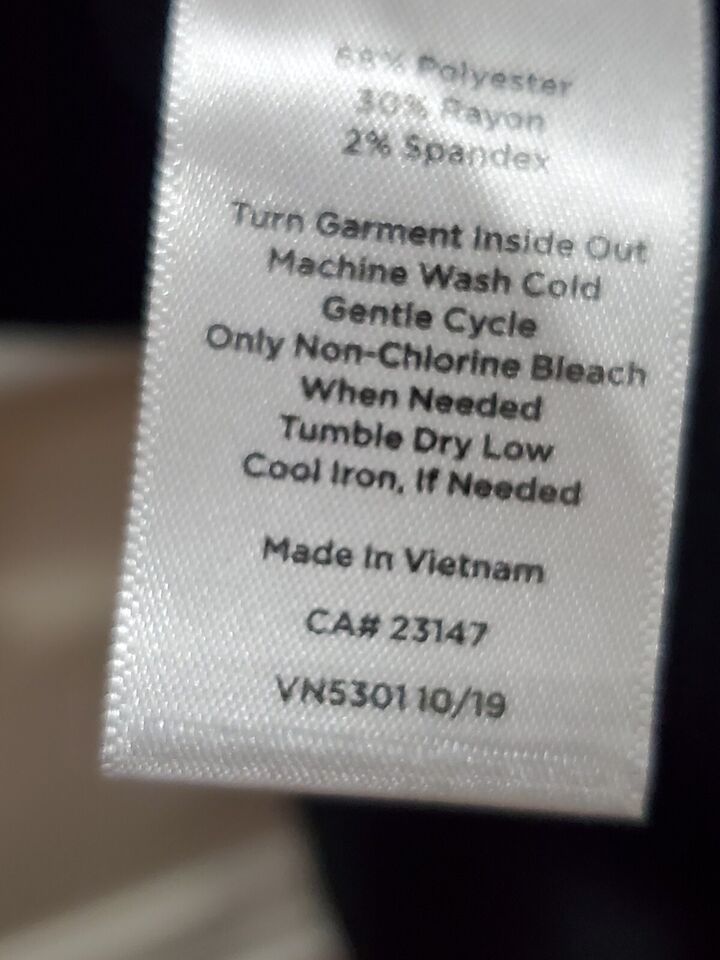 68% Polyester
30% Rayon
2% Spandex
Turn Garment Inside Out
Machine Wash Cold
Gentle Cycle
Only Non-Chlorine Bleach
When Needed
Tumble Dry Low
Cool Iron, If Needed
Made In Vietnam
CA# 23147
VN5301 10/19